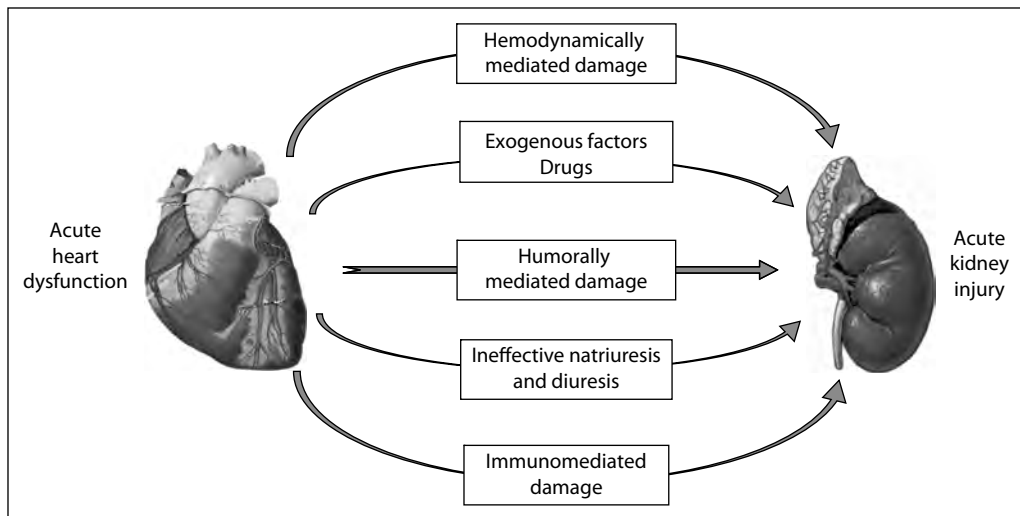 Hemodynamically
mediated damage
Exogenous factors
Drugs
Acute
heart
dysfunction
Humorally
mediated damage
Acute
kidney
injury
Ineffective natriuresis
and diuresis
Immunomediated
damage